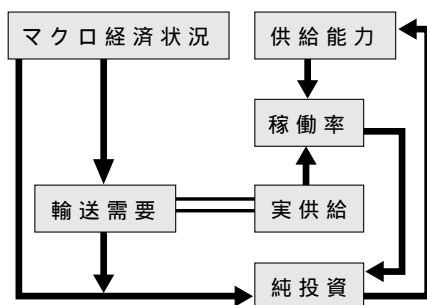 マクロ経済状況
供給能力
稼働率
輸送需要
実供給
純投資